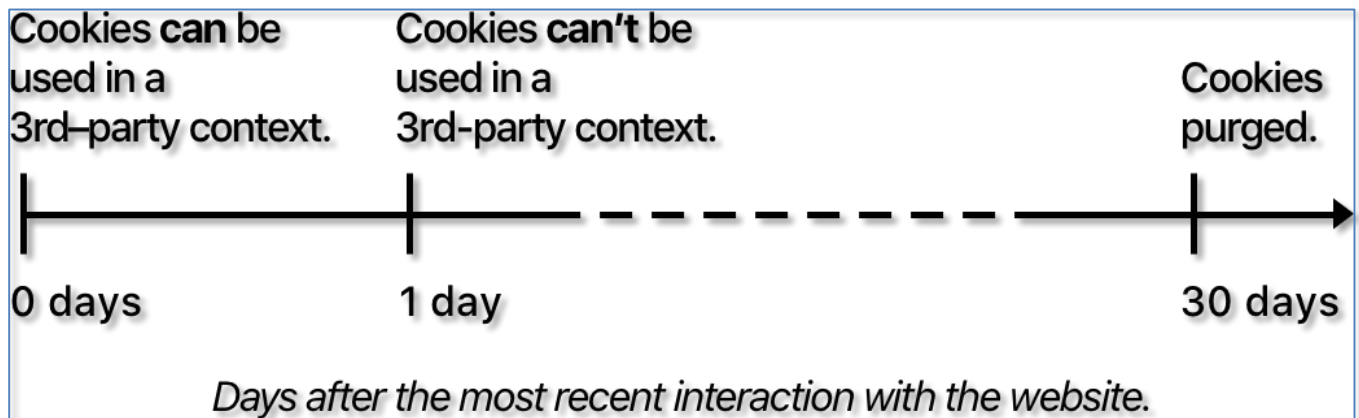 Cookies can be
used in a
3rd–party context.
Cookies can't be
used in a
3rd-party context.
Cookies
purged.
0 days
1 day
30 days
Days after the most recent interaction with the website.